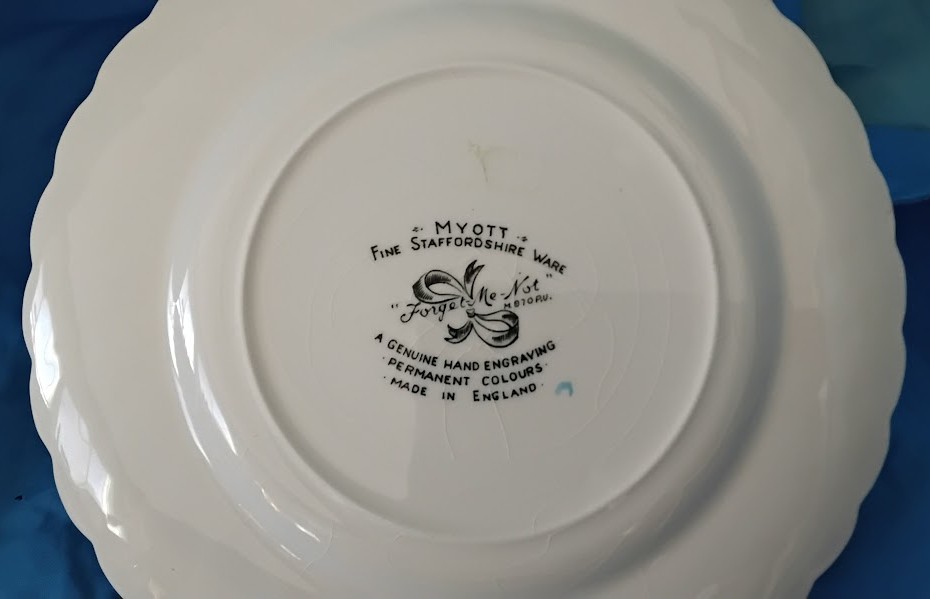 MYOTT
FINE STAFFORDSHIRE WARE
"Forget-Me-Not"
A GENUINE HAND ENGRAVING
· PERMANENT COLOURS ·
· MADE IN ENGLAND ·